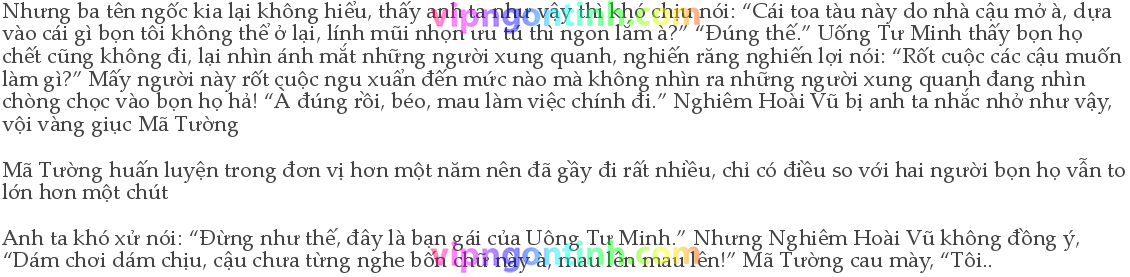 Nhưng ba tên ngốc kia lại không hiểu, thấy anh ta như vậy thì khó chịu nói: “Cái toa tàu này do nhà cậu mở à, dựa
vào cái gì bọn tôi không thể ở lại, lính mũi nhọn ưu tú thì ngon lắm à?” “Đúng thế.” Uống Tư Minh thấy bọn họ
chết cũng không đi, lại nhìn ánh mắt những người xung quanh, nghiến răng nghiến lợi nói: “Rốt cuộc các cậu muốn
làm gì?” Mấy người này rốt cuộc ngu xuẩn đến mức nào mà không nhìn ra những người xung quanh đang nhìn
chòng chọc vào bọn họ hả! “À đúng rồi, béo, mau làm việc chính đi.” Nghiêm Hoài Vũ bị anh ta nhắc nhở như vậy,
vội vàng giục Mã Tường
Mã Tường huấn luyện trong đơn vị hơn một năm nên đã gầy đi rất nhiều, chỉ có điều so với hai người bọn họ vẫn to
lớn hơn một chút
Anh ta khó xử nói: “Đừng như thế, đây là bạn gái của Uông Tư Minh.” Nhưng Nghiêm Hoài Vũ không đồng ý,
“Dám chơi dám chịu, cậu chưa từng nghe bốn chữ này à, mau lên mau lên!” Mã Tường cau mày, “Tôi..
vipngontinh.com
vipngontinh.com